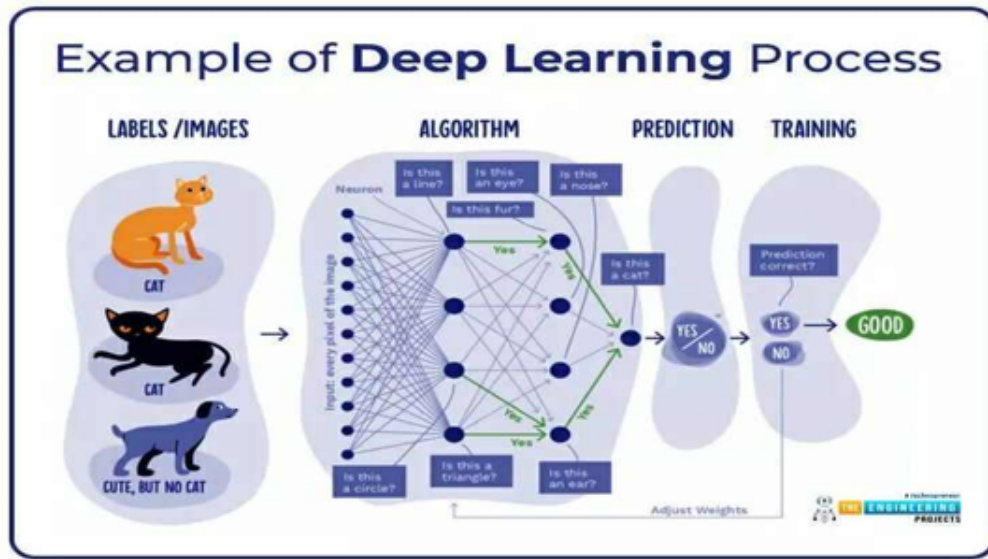 Example of Deep Learning Process
LABELS /IMAGES
ALGORITHM
PREDICTION
TRAINING
CAT
CAT
CUTE, BUT NO CAT
Neuron
Input: every pixel of the image
Is this
a line?
Is this
an eye?
Is this
a nose?
Is this fur?
Yes
Yes
Is this
a cat?
Yes
Yes
Yes
Is this
a circle?
Is this a
triangle?
Is this
an ear?
YES
NO
Prediction
correct?
YES
NO
GOOD
Adjust Weights
# technopreneur
THE ENGINEERING
PROJECTS